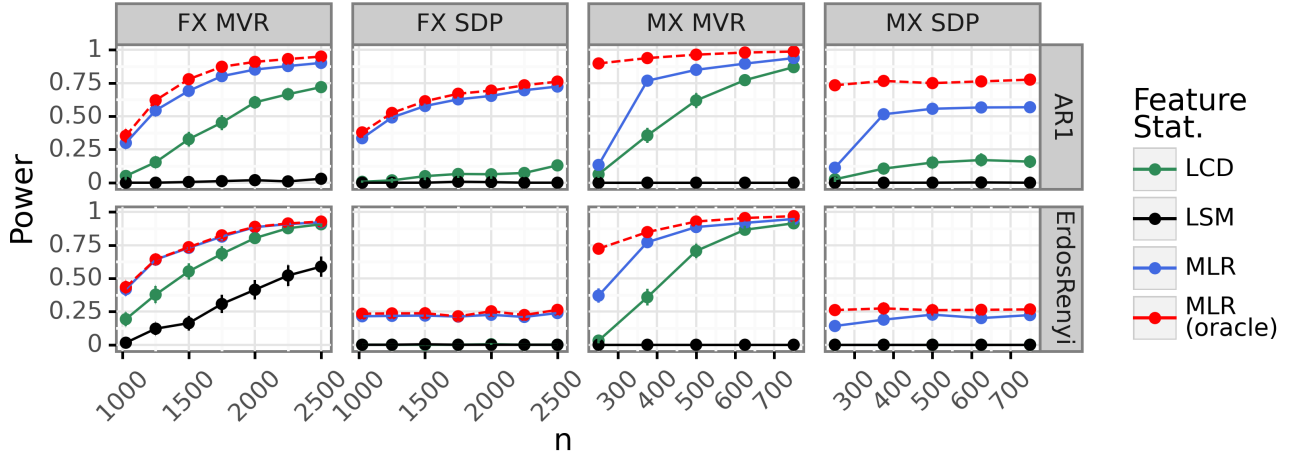 FX MVR
FX SDP
MX MVR
MX SDP
Power
1
0.75
0.50
0.25
0
AR1
1
0.75
0.50
0.25
0
ErdosRenyi
1000
1500
2000
2500
1000
1500
2000
2500
300
400
500
600
700
300
400
500
600
700
n
Feature
Stat.
LCD
LSM
MLR
MLR
(oracle)